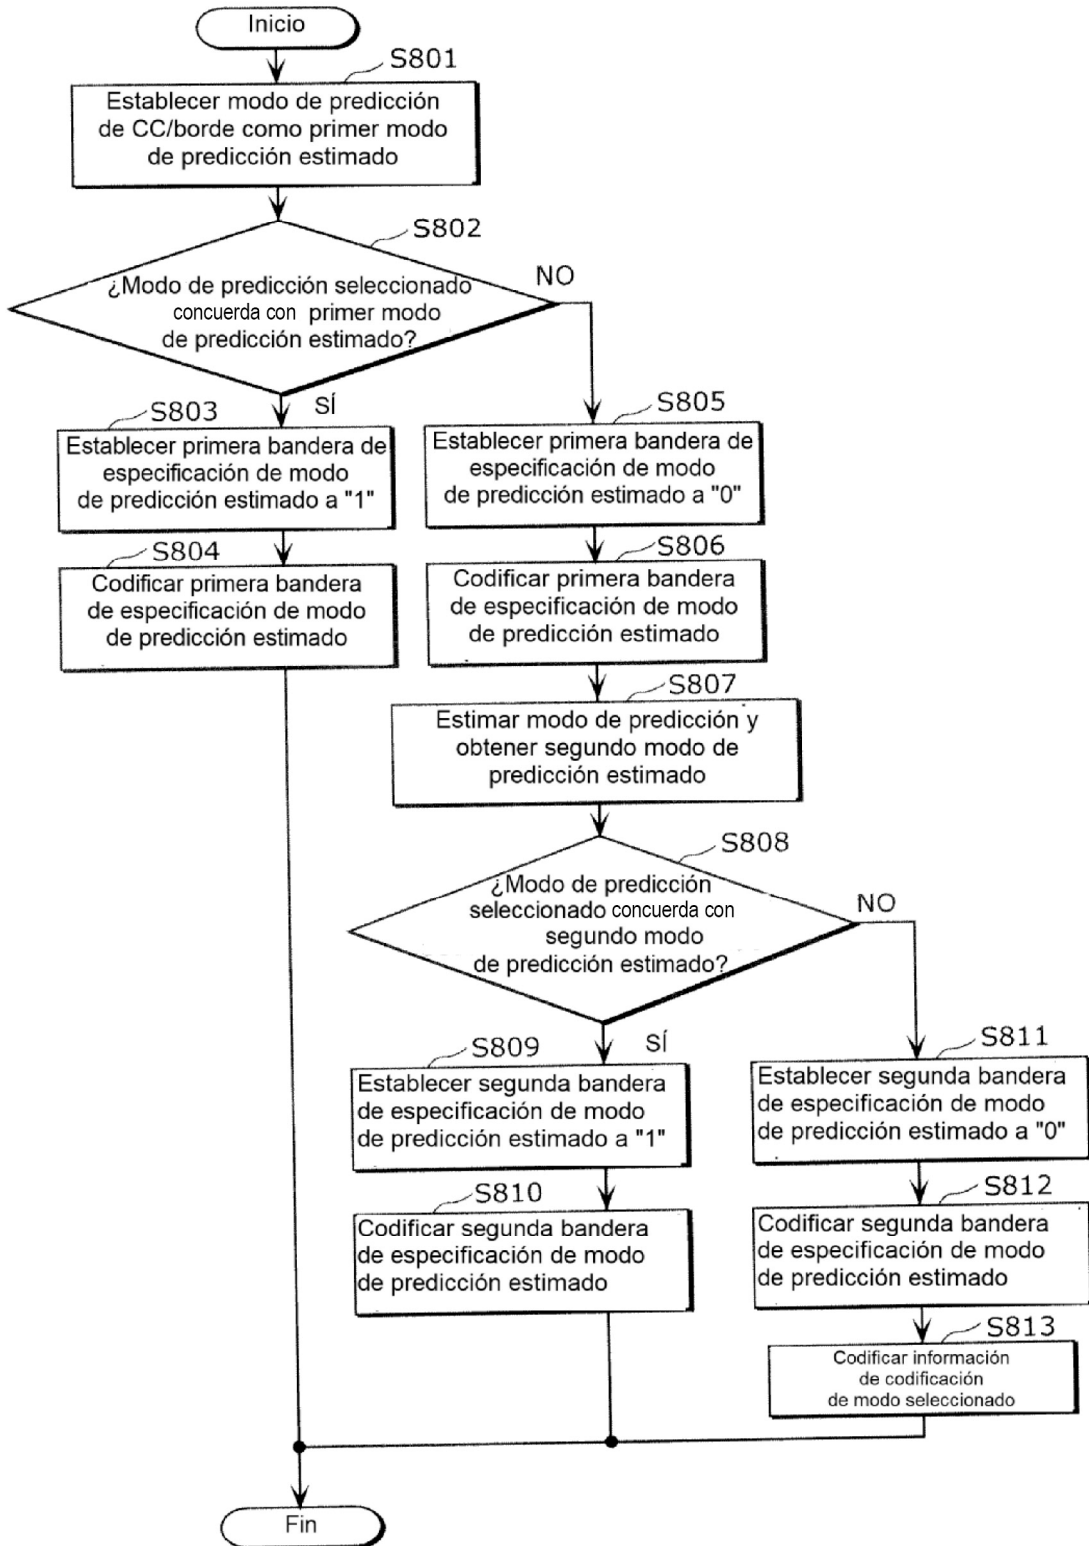 Inicio
S801
Establecer modo de predicción
de CC/borde como primer modo
de predicción estimado
S802
¿Modo de predicción seleccionado
concuerda con primer modo
de predicción estimado?
NO
SÍ
S803
Establecer primera bandera de
especificación de modo
de predicción estimado a "1"
S804
Codificar primera bandera
de especificación de modo
de predicción estimado
S805
Establecer primera bandera de
especificación de modo
de predicción estimado a "0"
S806
Codificar primera bandera
de especificación de modo
de predicción estimado
S807
Estimar modo de predicción y
obtener segundo modo de
predicción estimado
S808
¿Modo de predicción
seleccionado concuerda con
segundo modo
de predicción estimado?
NO
SÍ
S809
Establecer segunda bandera
de especificación de modo
de predicción estimado a "1"
S810
Codificar segunda bandera
de especificación de modo
de predicción estimado
S811
Establecer segunda bandera
de especificación de modo
de predicción estimado a "0"
S812
Codificar segunda bandera
de especificación de modo
de predicción estimado
S813
Codificar información
de codificación
de modo seleccionado
Fin